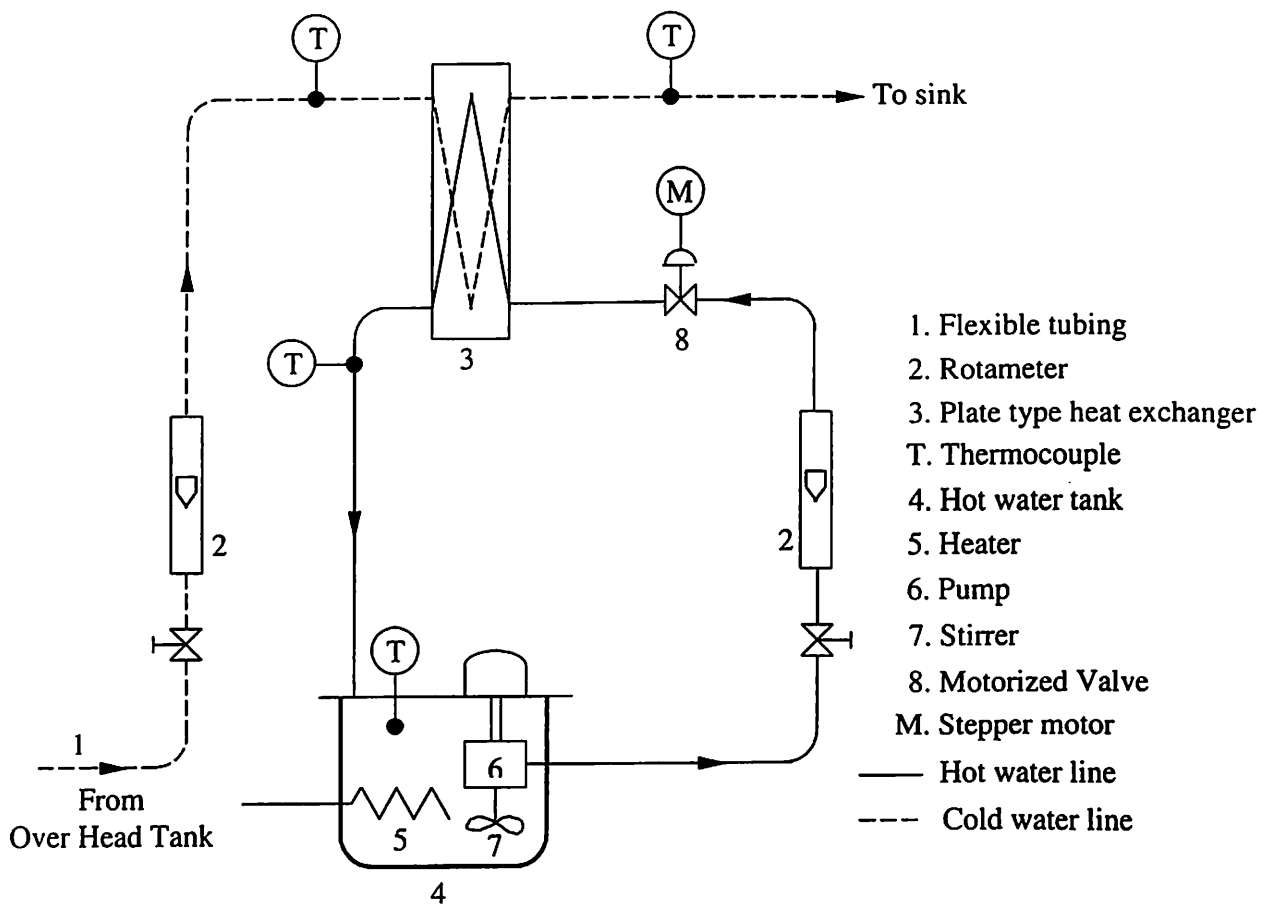 T
T
To sink
M
8
3
T
2
2
1. Flexible tubing
2. Rotameter
3. Plate type heat exchanger
T. Thermocouple
4. Hot water tank
5. Heater
6. Pump
7. Stirrer
8. Motorized Valve
M. Stepper motor
Hot water line
Cold water line
T
1
From
Over Head Tank
6
5
7
4